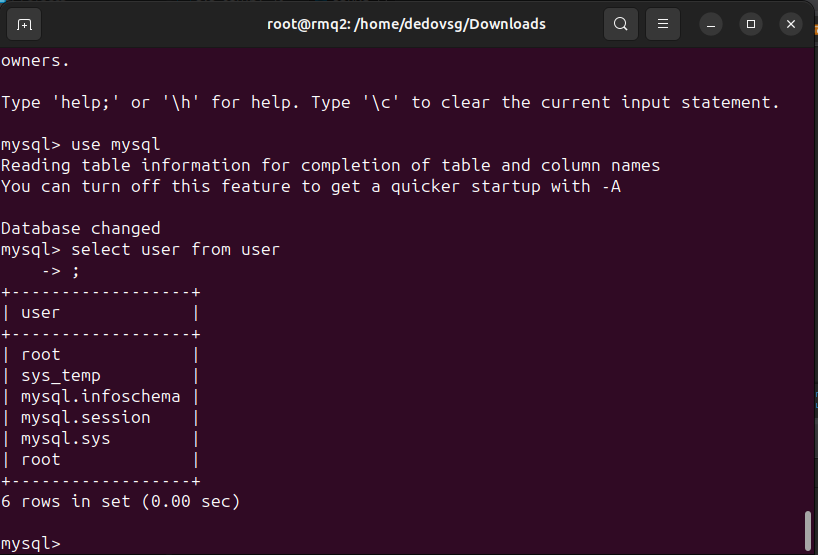 root@rmq2: /home/dedovsg/Downloads
owners.
Type 'help;' or '\h' for help. Type '\c' to clear the current input statement.
mysql> use mysql
Reading table information for completion of table and column names
You can turn off this feature to get a quicker startup with -A
Database changed
mysql> select user from user
    -> ;
+------------------+
| user             |
+------------------+
| root             |
| sys_temp         |
| mysql.infoschema |
| mysql.session    |
| mysql.sys        |
| root             |
+------------------+
6 rows in set (0.00 sec)
mysql>